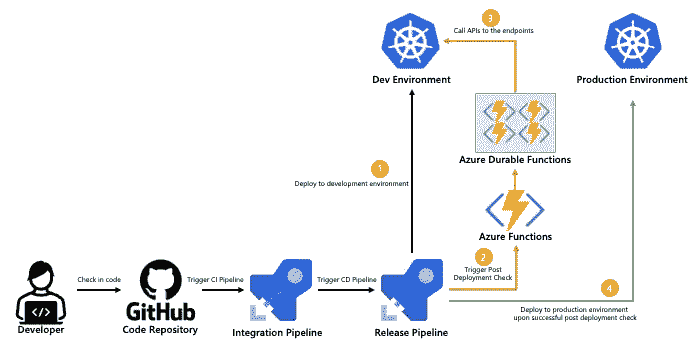 3
Call APIs to the endpoints
Dev Environment
Production Environment
Azure Durable Functions
1
Deploy to development environment
Azure Functions
2
Trigger Post
Deployment Check
Check in code
Trigger CI Pipeline
Trigger CD Pipeline
4
Deploy to production environment
upon successful post deployment check
GitHub
Developer
Code Repository
Integration Pipeline
Release Pipeline